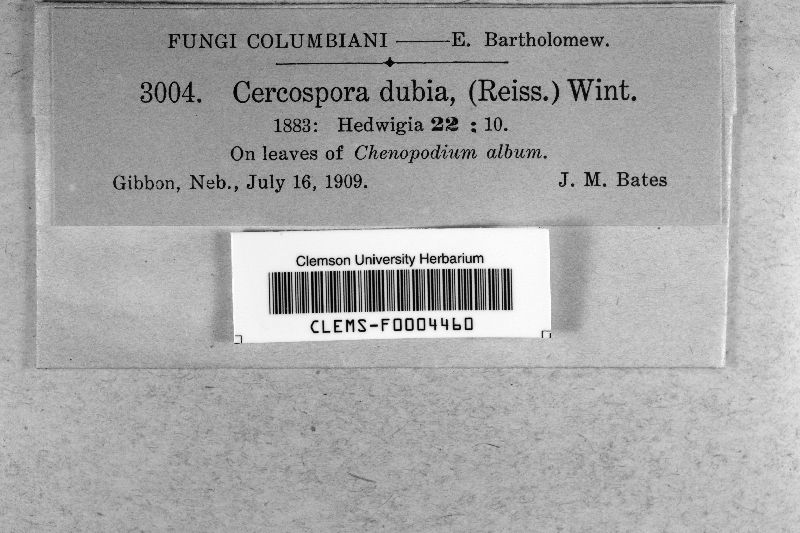 FUNGI COLUMBIANI —— E. Bartholomew.
3004. Cercospora dubia, (Reiss.) Wint.
1883: Hedwigia 22 : 10.
On leaves of Chenopodium album.
Gibbon, Neb., July 16, 1909. J. M. Bates
Clemson University Herbarium
CLEMS-F0004460